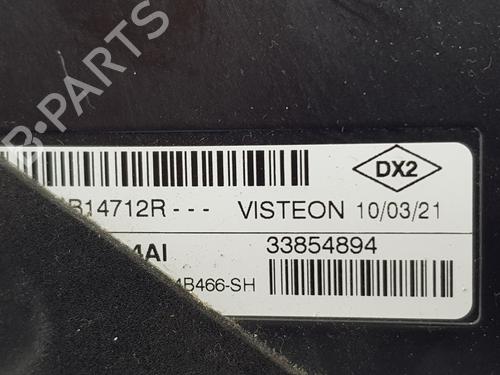 DX2
B14712R - - - VISTEON 10/03/21
4AI 33854894
4B466-SH
B-PARTS